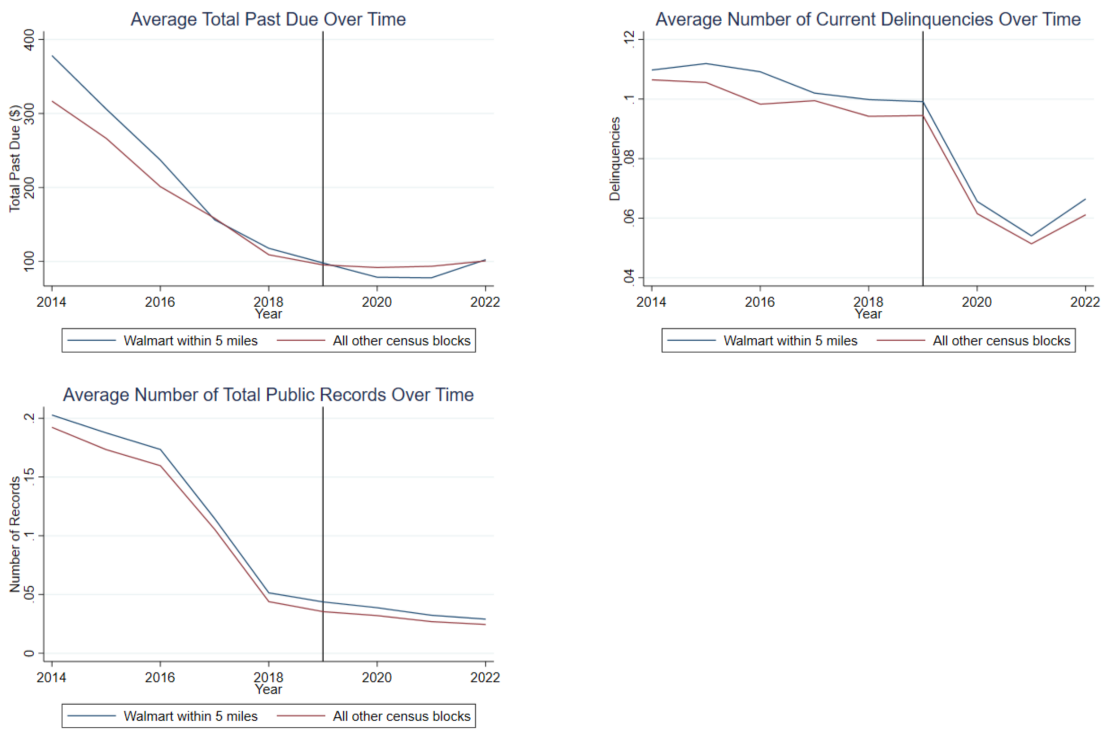 Average Total Past Due Over Time
Total Past Due ($)
400
300
200
100
2014 2016 2018 2020 2022
Year
Walmart within 5 miles All other census blocks
Average Number of Current Delinquencies Over Time
Delinquencies
.12
.1
.08
.06
.04
2014 2016 2018 2020 2022
Year
Walmart within 5 miles All other census blocks
Average Number of Total Public Records Over Time
Number of Records
.2
.15
.1
.05
0
2014 2016 2018 2020 2022
Year
Walmart within 5 miles All other census blocks